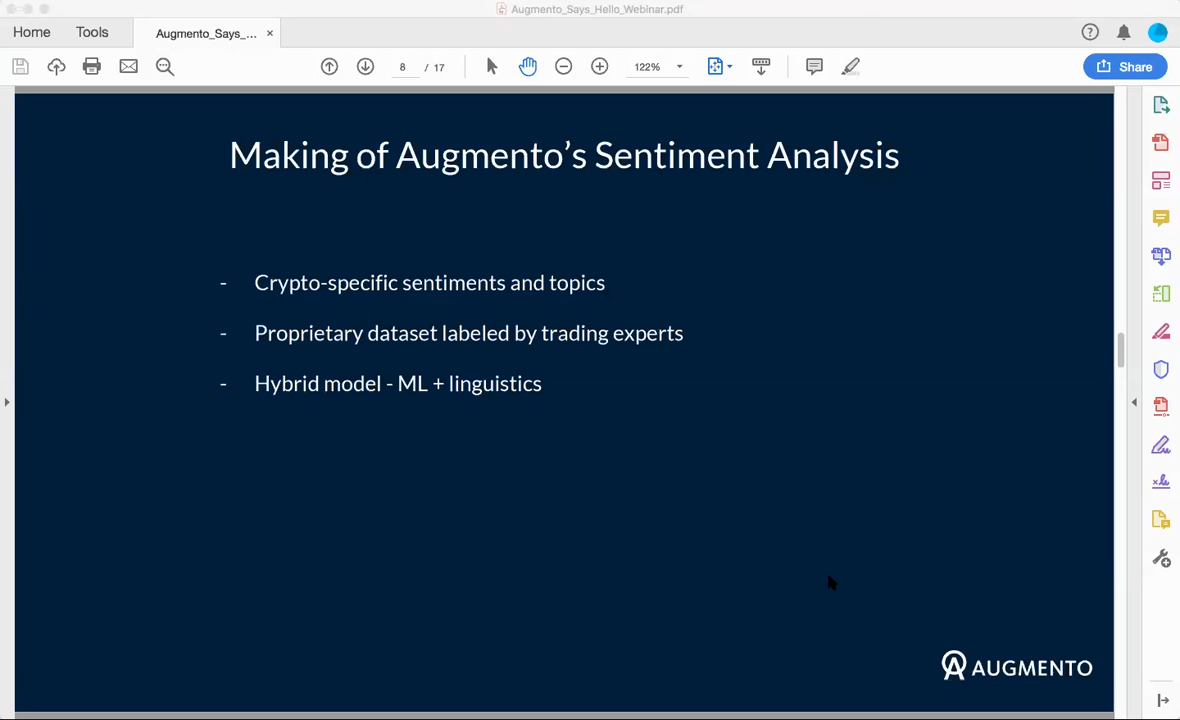 Augmento_Says_Hello_Webinar.pdf
Home
Tools
Augmento_Says_... ×
8 / 17
122%
Share
Making of Augmento’s Sentiment Analysis
- Crypto-specific sentiments and topics
- Proprietary dataset labeled by trading experts
- Hybrid model - ML + linguistics
AUGMENTO